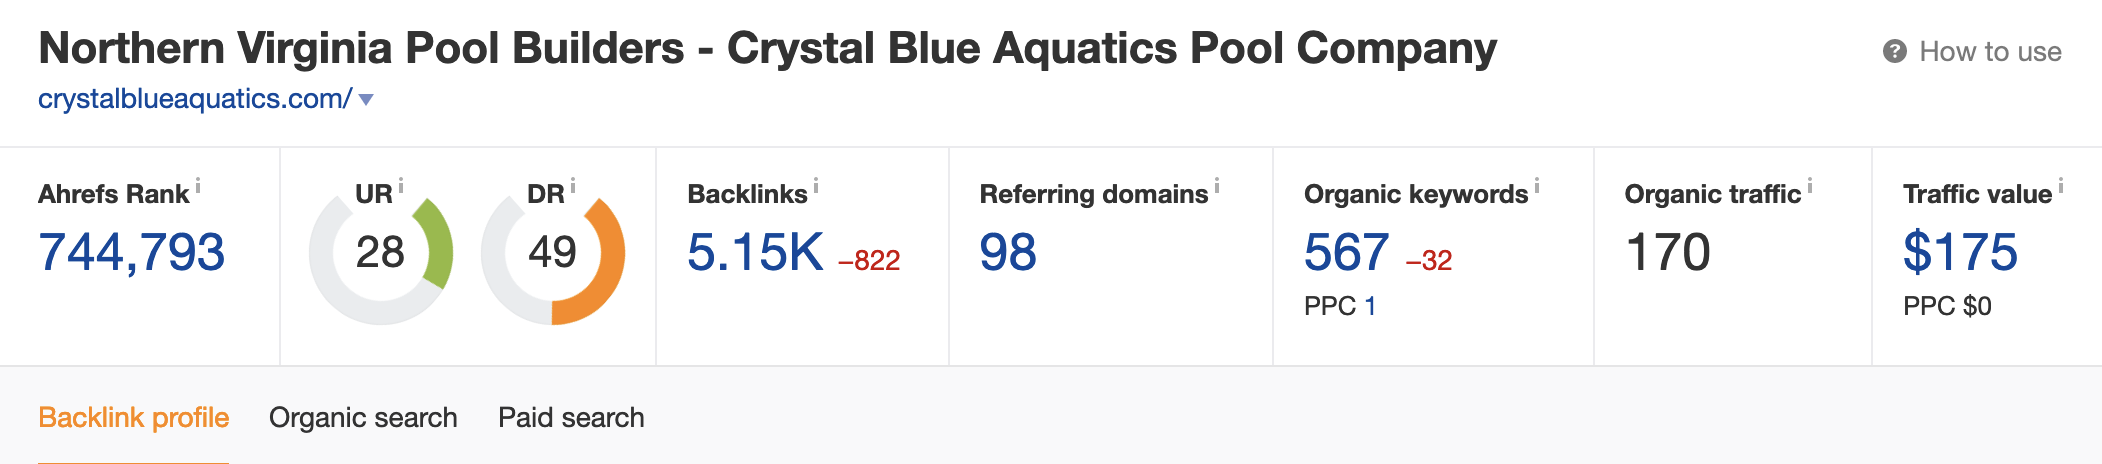 Northern Virginia Pool Builders - Crystal Blue Aquatics Pool Company
? How to use
crystalblueaquatics.com/
Ahrefs Rank i
744,793
UR i
28
DR i
49
Backlinks i
5.15K –822
Referring domains i
98
Organic keywords i
567 –32
PPC 1
Organic traffic i
170
Traffic value i
$175
PPC $0
Backlink profile Organic search Paid search